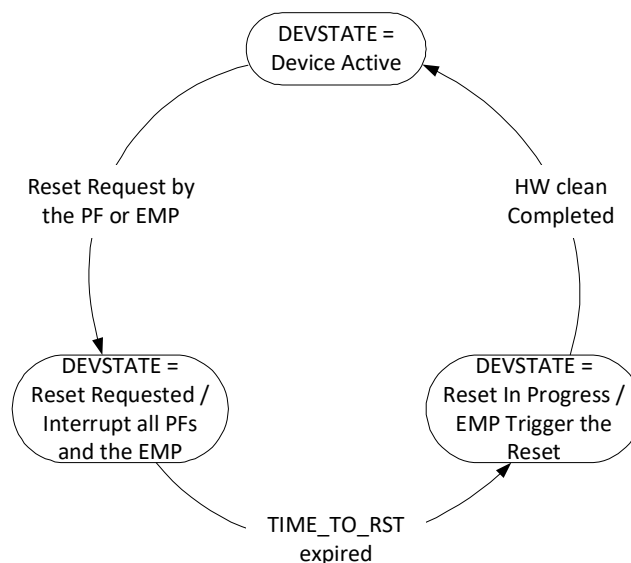 DEVSTATE =
Device Active
Reset Request by
the PF or EMP
HW clean
Completed
DEVSTATE =
Reset Requested /
Interrupt all PFs
and the EMP
DEVSTATE =
Reset In Progress /
EMP Trigger the
Reset
TIME_TO_RST
expired